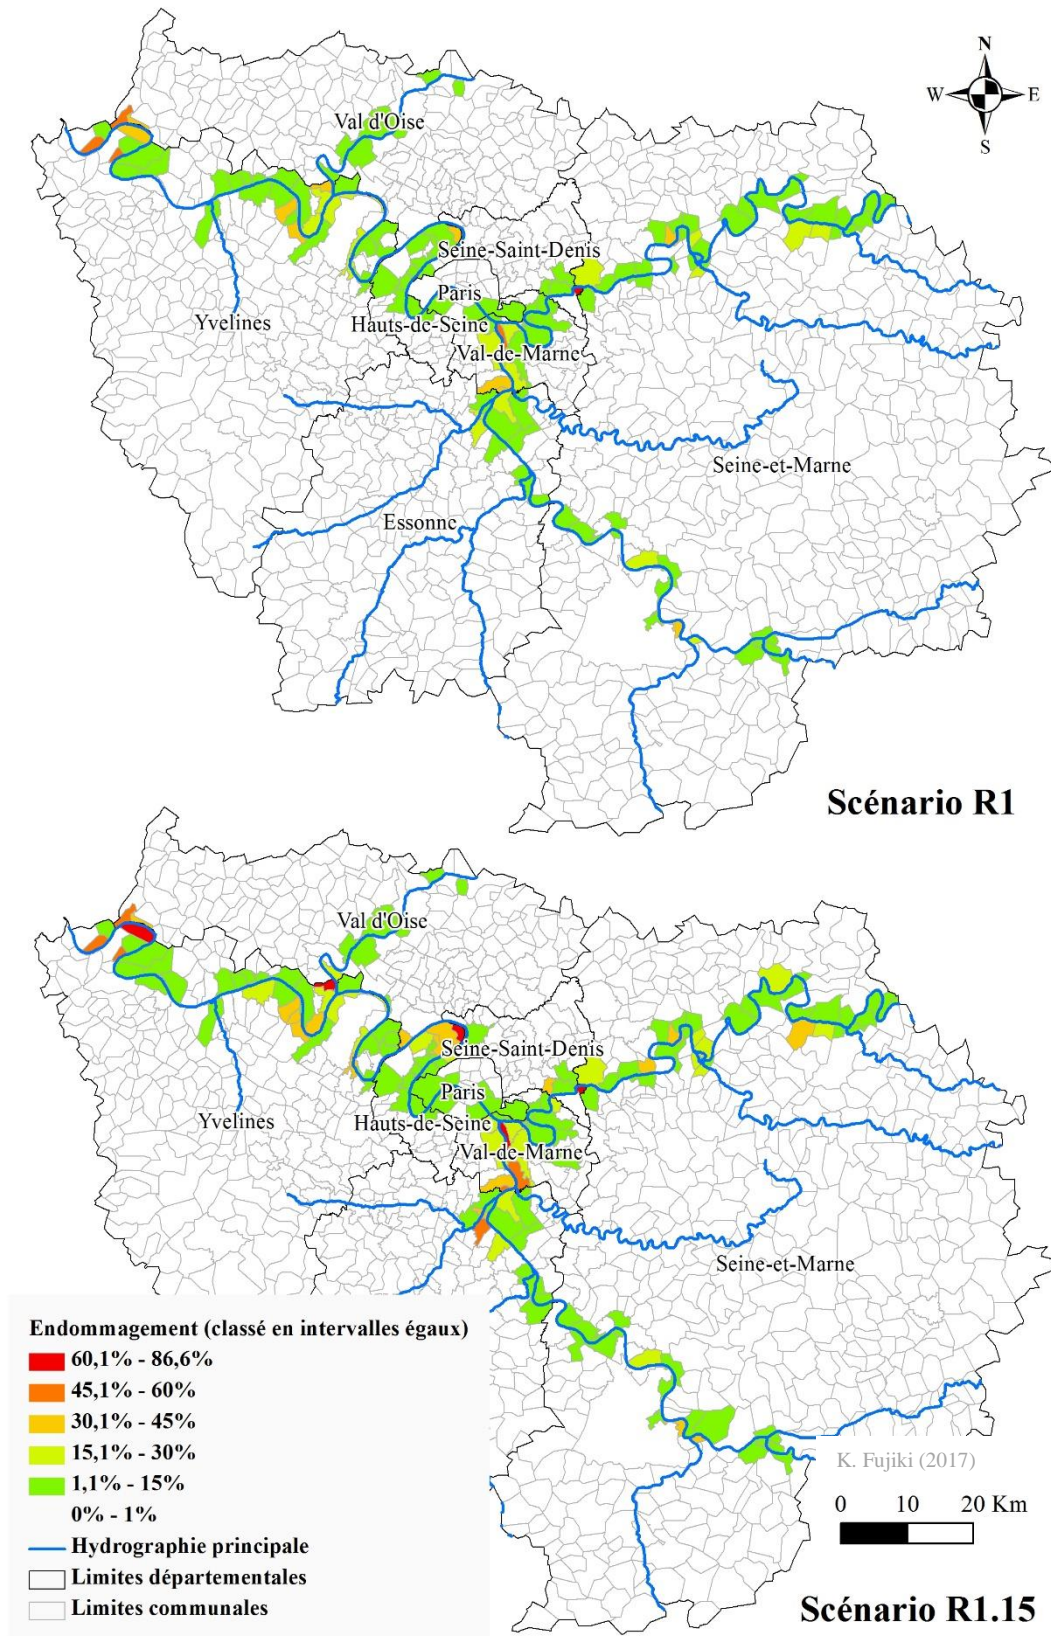 N
W
E
S
Val d'Oise
Seine-Saint-Denis
Paris
Yvelines
Hauts-de-Seine
Val-de-Marne
Seine-et-Marne
Essonne
Scénario R1
Val d'Oise
Seine-Saint-Denis
Paris
Yvelines
Hauts-de-Seine
Val-de-Marne
Seine-et-Marne
Endommagement (classé en intervalles égaux)
60,1% - 86,6%
45,1% - 60%
30,1% - 45%
15,1% - 30%
1,1% - 15%
0% - 1%
Hydrographie principale
Limites départementales
Limites communales
K. Fujiki (2017)
0 10 20 Km
Scénario R1.15